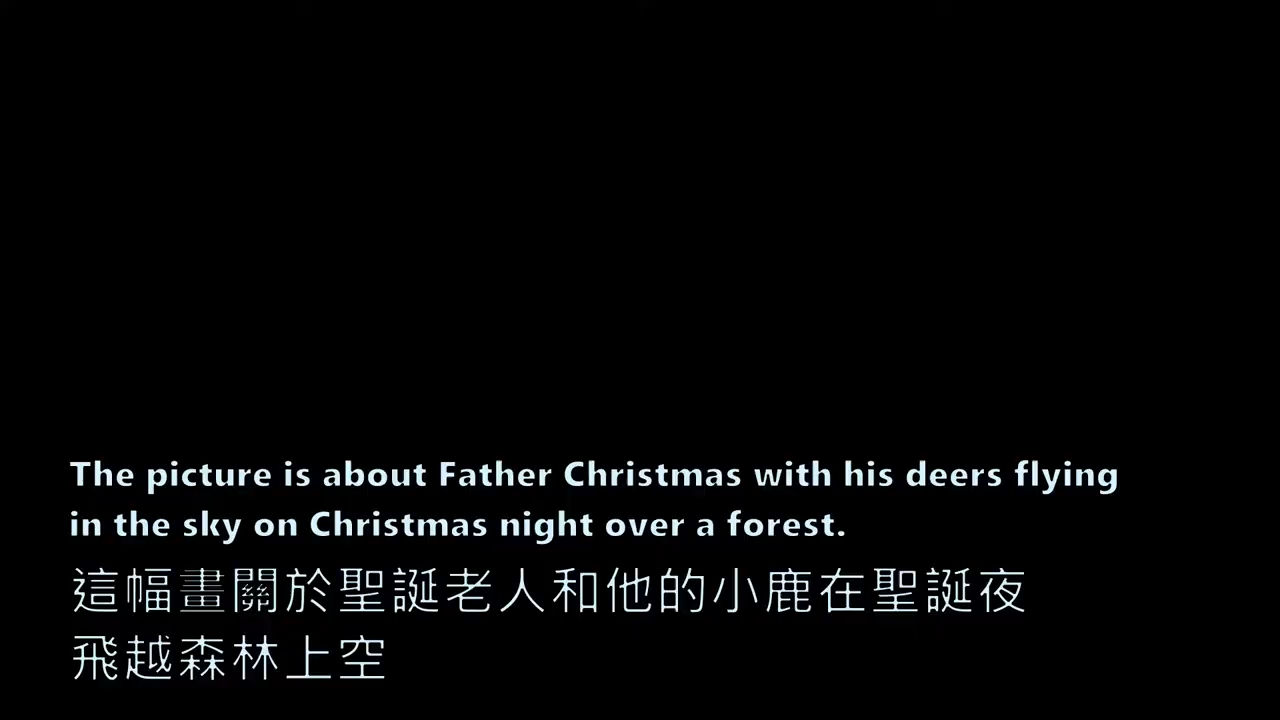 The picture is about Father Christmas with his deers flying
in the sky on Christmas night over a forest.
這幅畫關於聖誕老人和他的小鹿在聖誕夜
飛越森林上空